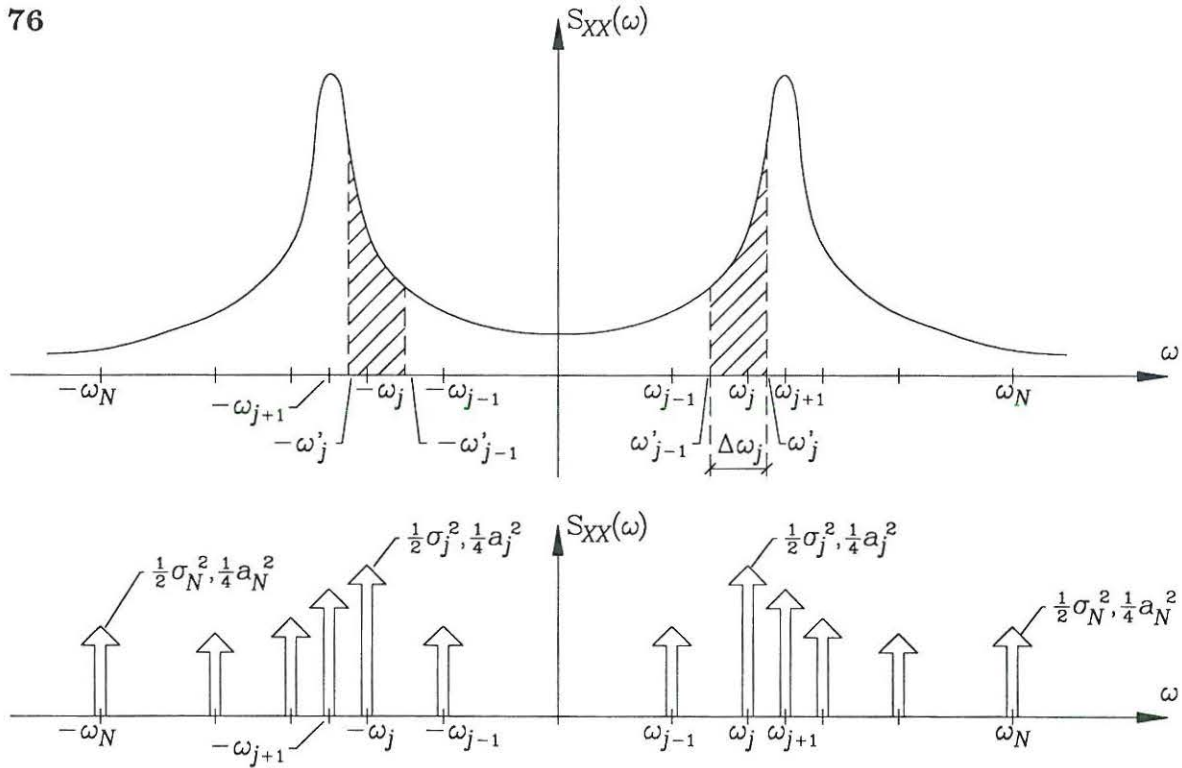 76
S_XX(ω)
ω
−ω_N
−ω_{j+1}
−ω_j
−ω_{j−1}
ω_{j−1}
ω_j
ω_{j+1}
ω_N
−ω'_j
−ω'_{j−1}
ω'_{j−1}
Δω_j
ω'_j
S_XX(ω)
½σ_N², ¼a_N²
½σ_j², ¼a_j²
½σ_j², ¼a_j²
½σ_N², ¼a_N²
ω
−ω_N
−ω_{j+1}
−ω_j
−ω_{j−1}
ω_{j−1}
ω_j
ω_{j+1}
ω_N